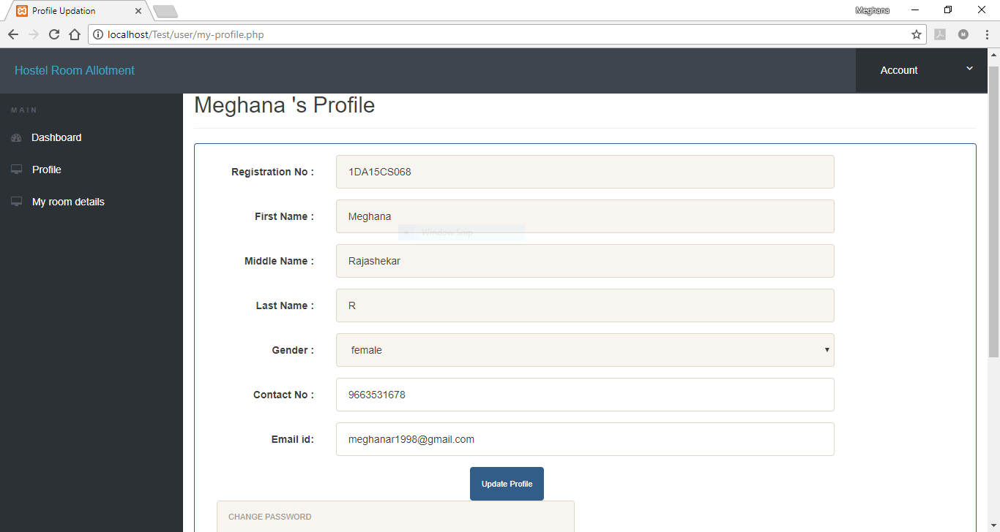 Profile Updation
Meghana
localhost/Test/user/my-profile.php
M
Hostel Room Allotment
Account
MAIN
Dashboard
Profile
My room details
Meghana 's Profile
Registration No : 1DA15CS068
First Name : Meghana
Window Snip
Middle Name : Rajashekar
Last Name : R
Gender : female
Contact No : 9663531678
Email id: meghanar1998@gmail.com
Update Profile
CHANGE PASSWORD